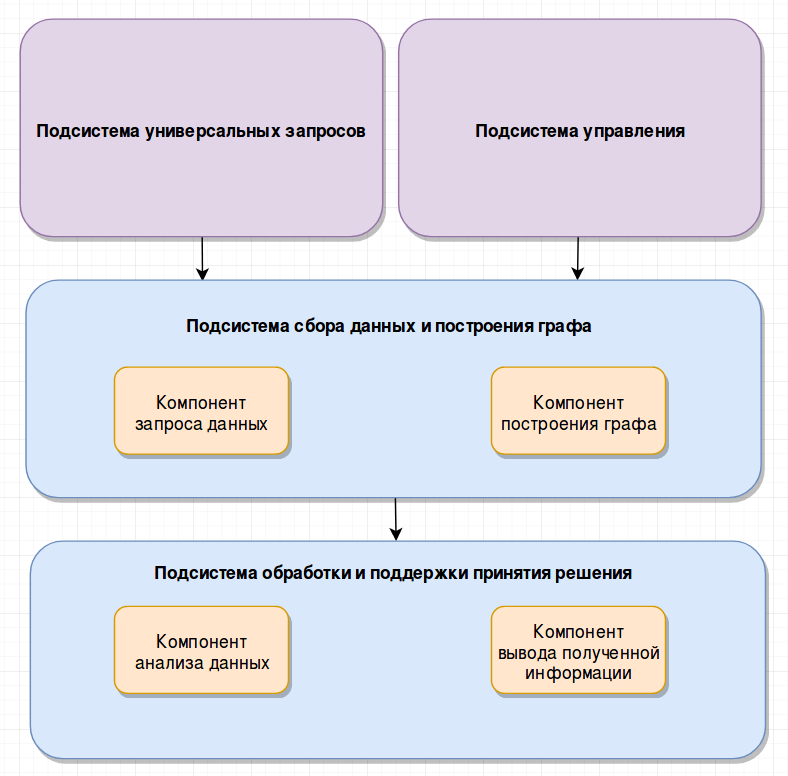 Подсистема универсальных запросов
Подсистема управления
Подсистема сбора данных и построения графа
Компонент
запроса данных
Компонент
построения графа
Подсистема обработки и поддержки принятия решения
Компонент
анализа данных
Компонент
вывода полученной
информации